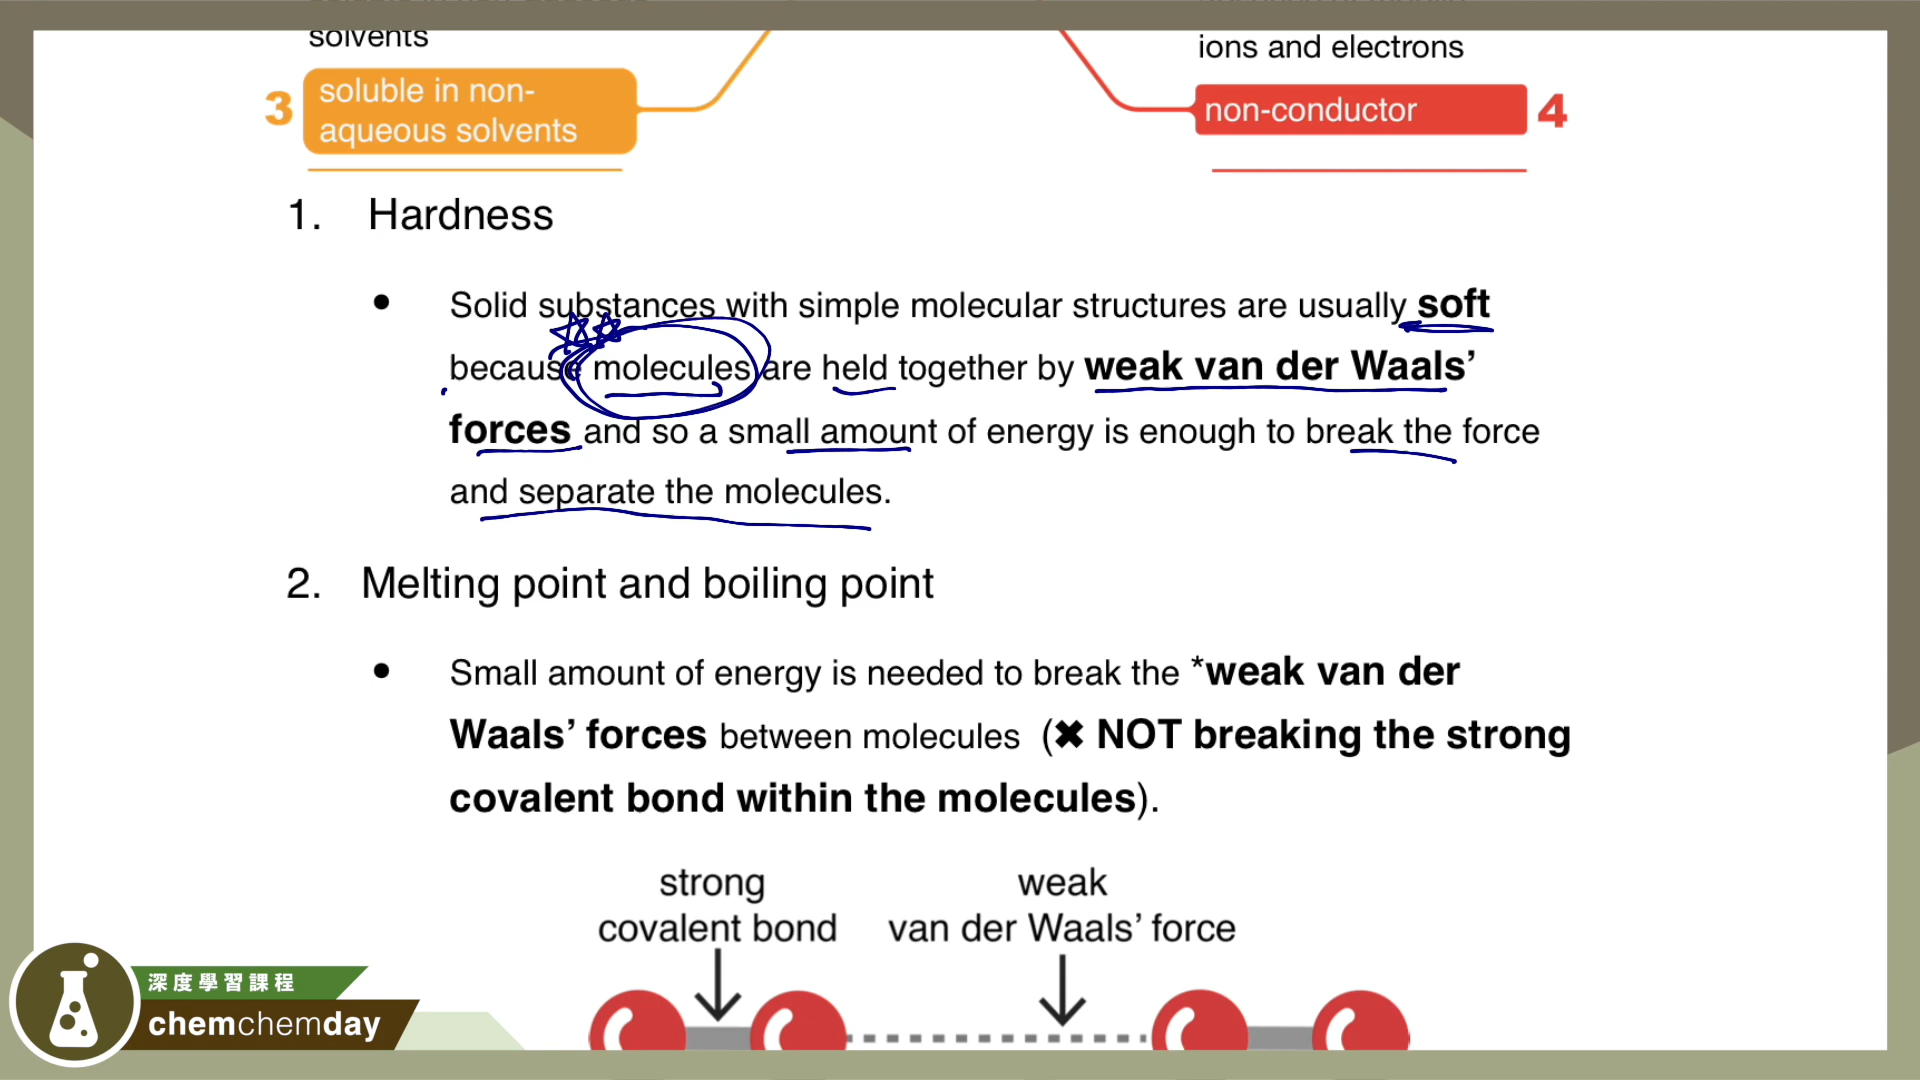 solvents
ions and electrons
3
soluble in non-
aqueous solvents
non-conductor
4
1. Hardness
● Solid substances with simple molecular structures are usually soft
because molecules are held together by weak van der Waals’
forces and so a small amount of energy is enough to break the force
and separate the molecules.
2. Melting point and boiling point
● Small amount of energy is needed to break the *weak van der
Waals’ forces between molecules (✖ NOT breaking the strong
covalent bond within the molecules).
strong
covalent bond
weak
van der Waals’ force
深度學習課程
chemchemday